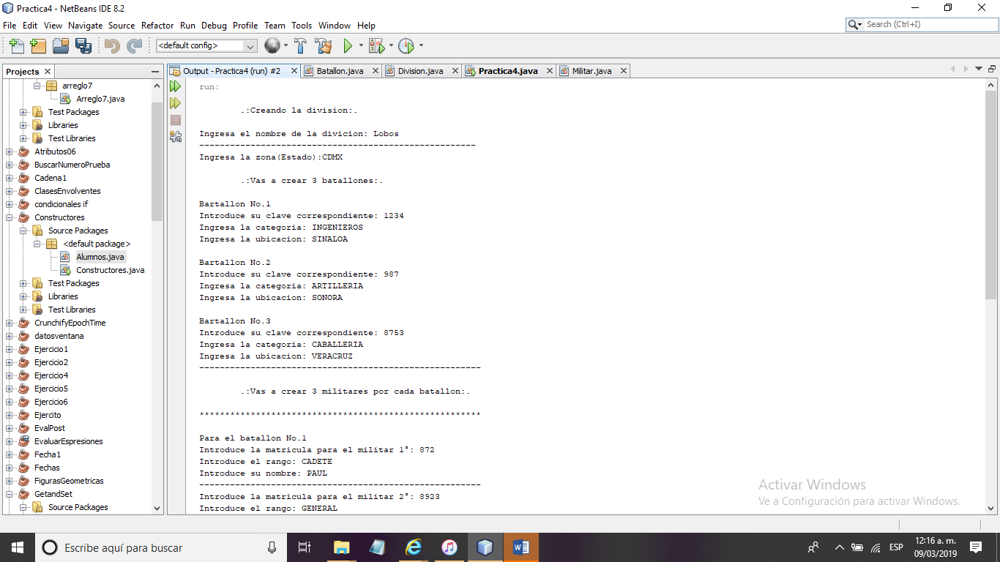 Practica4 - NetBeans IDE 8.2
File Edit View Navigate Source Refactor Run Debug Profile Team Tools Window Help
Search (Ctrl+I)
<default config>
Projects
Output - Practica4 (run) #2
Batallon.java
Division.java
Practica4.java
Militar.java
arreglo7
Arreglo7.java
Test Packages
Libraries
Test Libraries
Atributos06
BuscarNumeroPrueba
Cadena1
ClasesEnvolventes
condicionales if
Constructores
Source Packages
<default package>
Alumnos.java
Constructores.java
Test Packages
Libraries
Test Libraries
CrunchifyEpochTime
datosventana
Ejercicio1
Ejercicio2
Ejercicio4
Ejercicio5
Ejercicio6
Ejercito
EvalPost
EvaluarExpresiones
Fecha1
Fechas
FigurasGeometricas
GetandSet
Source Packages
run:
.:Creando la division:.
Ingresa el nombre de la divicion: Lobos
------------------------------------------------------
Ingresa la zona(Estado):CDMX
.:Vas a crear 3 batallones:.
Bartallon No.1
Introduce su clave correspondiente: 1234
Ingresa la categoria: INGENIEROS
Ingresa la ubicacion: SINALOA
Bartallon No.2
Introduce su clave correspondiente: 987
Ingresa la categoria: ARTILLERIA
Ingresa la ubicacion: SONORA
Bartallon No.3
Introduce su clave correspondiente: 8753
Ingresa la categoria: CABALLERIA
Ingresa la ubicacion: VERACRUZ
-------------------------------------------------------
.:Vas a crear 3 militares por cada batallon:.
*******************************************************
Para el batallon No.1
Introduce la matricula para el militar 1°: 872
Introduce el rango: CADETE
Introduce su nombre: PAUL
-------------------------------------------------------
Introduce la matricula para el militar 2°: 8923
Introduce el rango: GENERAL
Activar Windows
Ve a Configuración para activar Windows.
Escribe aquí para buscar
ESP
12:16 a. m.
09/03/2019